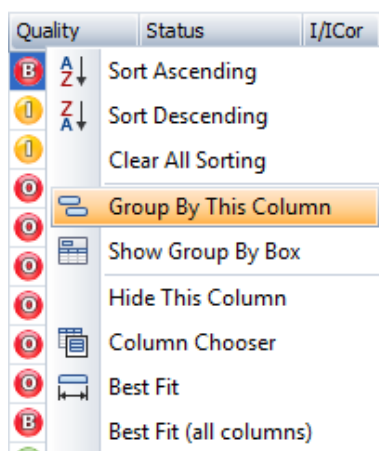 Quality Status I/ICor
B Sort Ascending
I Sort Descending
I Clear All Sorting
O
Group By This Column
O
Show Group By Box
O
O Hide This Column
O Column Chooser
O Best Fit
B Best Fit (all columns)